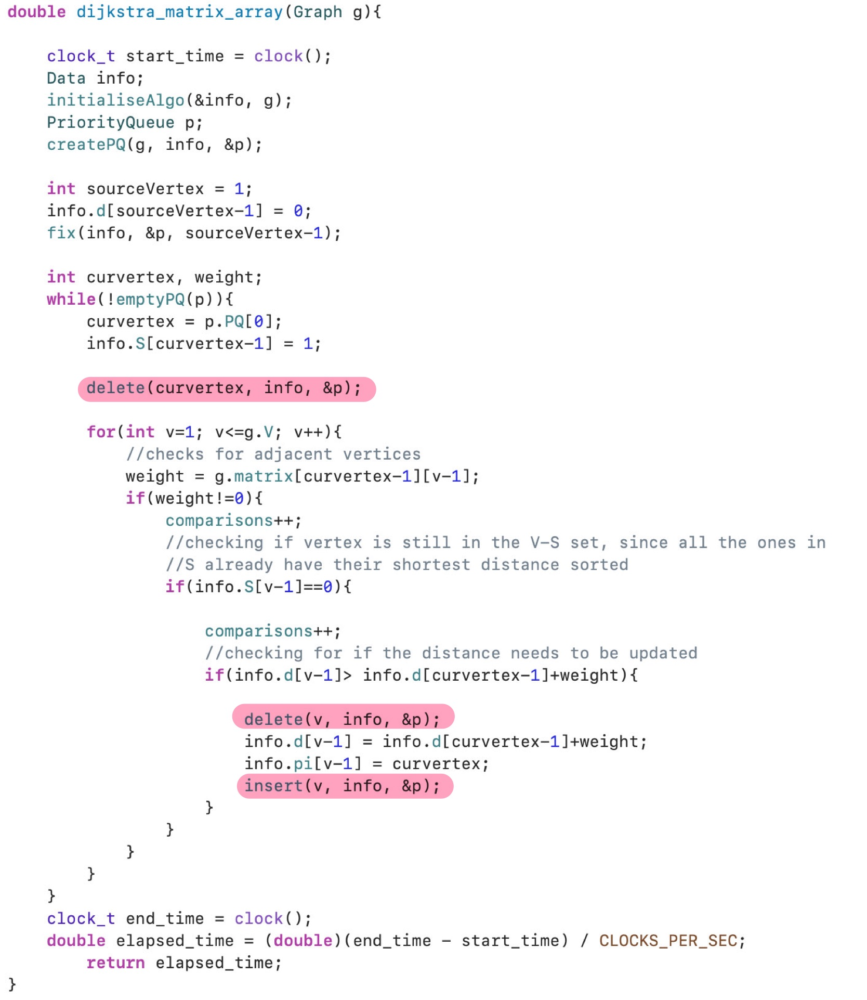 double dijkstra_matrix_array(Graph g){
clock_t start_time = clock();
Data info;
initialiseAlgo(&info, g);
PriorityQueue p;
createPQ(g, info, &p);
int sourceVertex = 1;
info.d[sourceVertex-1] = 0;
fix(info, &p, sourceVertex-1);
int curvertex, weight;
while(!emptyPQ(p)){
curvertex = p.PQ[0];
info.S[curvertex-1] = 1;
delete(curvertex, info, &p);
for(int v=1; v<=g.V; v++){
//checks for adjacent vertices
weight = g.matrix[curvertex-1][v-1];
if(weight!=0){
comparisons++;
//checking if vertex is still in the V-S set, since all the ones in
//S already have their shortest distance sorted
if(info.S[v-1]==0){
comparisons++;
//checking for if the distance needs to be updated
if(info.d[v-1]> info.d[curvertex-1]+weight){
delete(v, info, &p);
info.d[v-1] = info.d[curvertex-1]+weight;
info.pi[v-1] = curvertex;
insert(v, info, &p);
}
}
}
}
}
clock_t end_time = clock();
double elapsed_time = (double)(end_time - start_time) / CLOCKS_PER_SEC;
return elapsed_time;
}